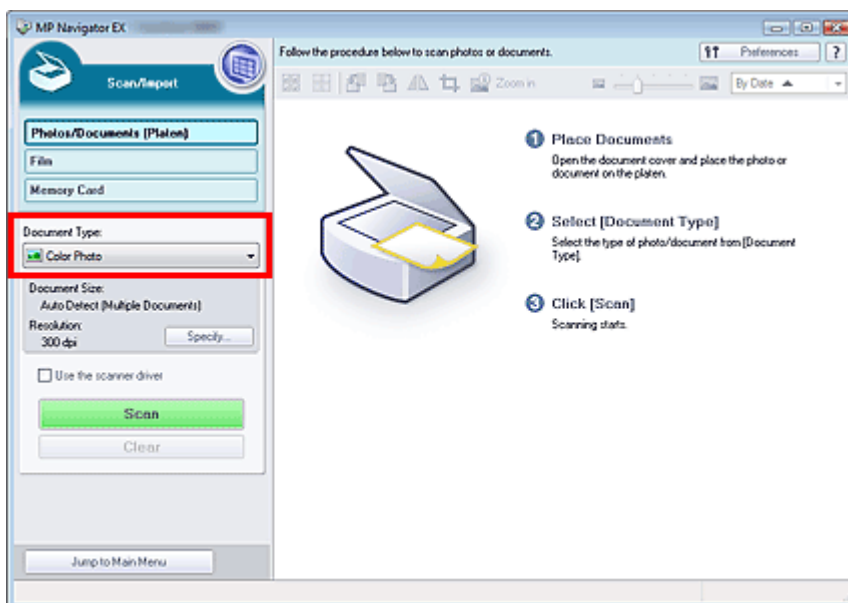 MP Navigator EX
Scan/Import
Photos/Documents (Platen)
Film
Memory Card
Document Type:
Color Photo
Document Size:
Auto Detect (Multiple Documents)
Resolution:
300 dpi
Specify...
Use the scanner driver
Scan
Clear
Jump to Main Menu
Follow the procedure below to scan photos or documents.
Preferences
?
Zoom in
By Date
1 Place Documents
Open the document cover and place the photo or
document on the platen.
2 Select [Document Type]
Select the type of photo/document from [Document
Type].
3 Click [Scan]
Scanning starts.